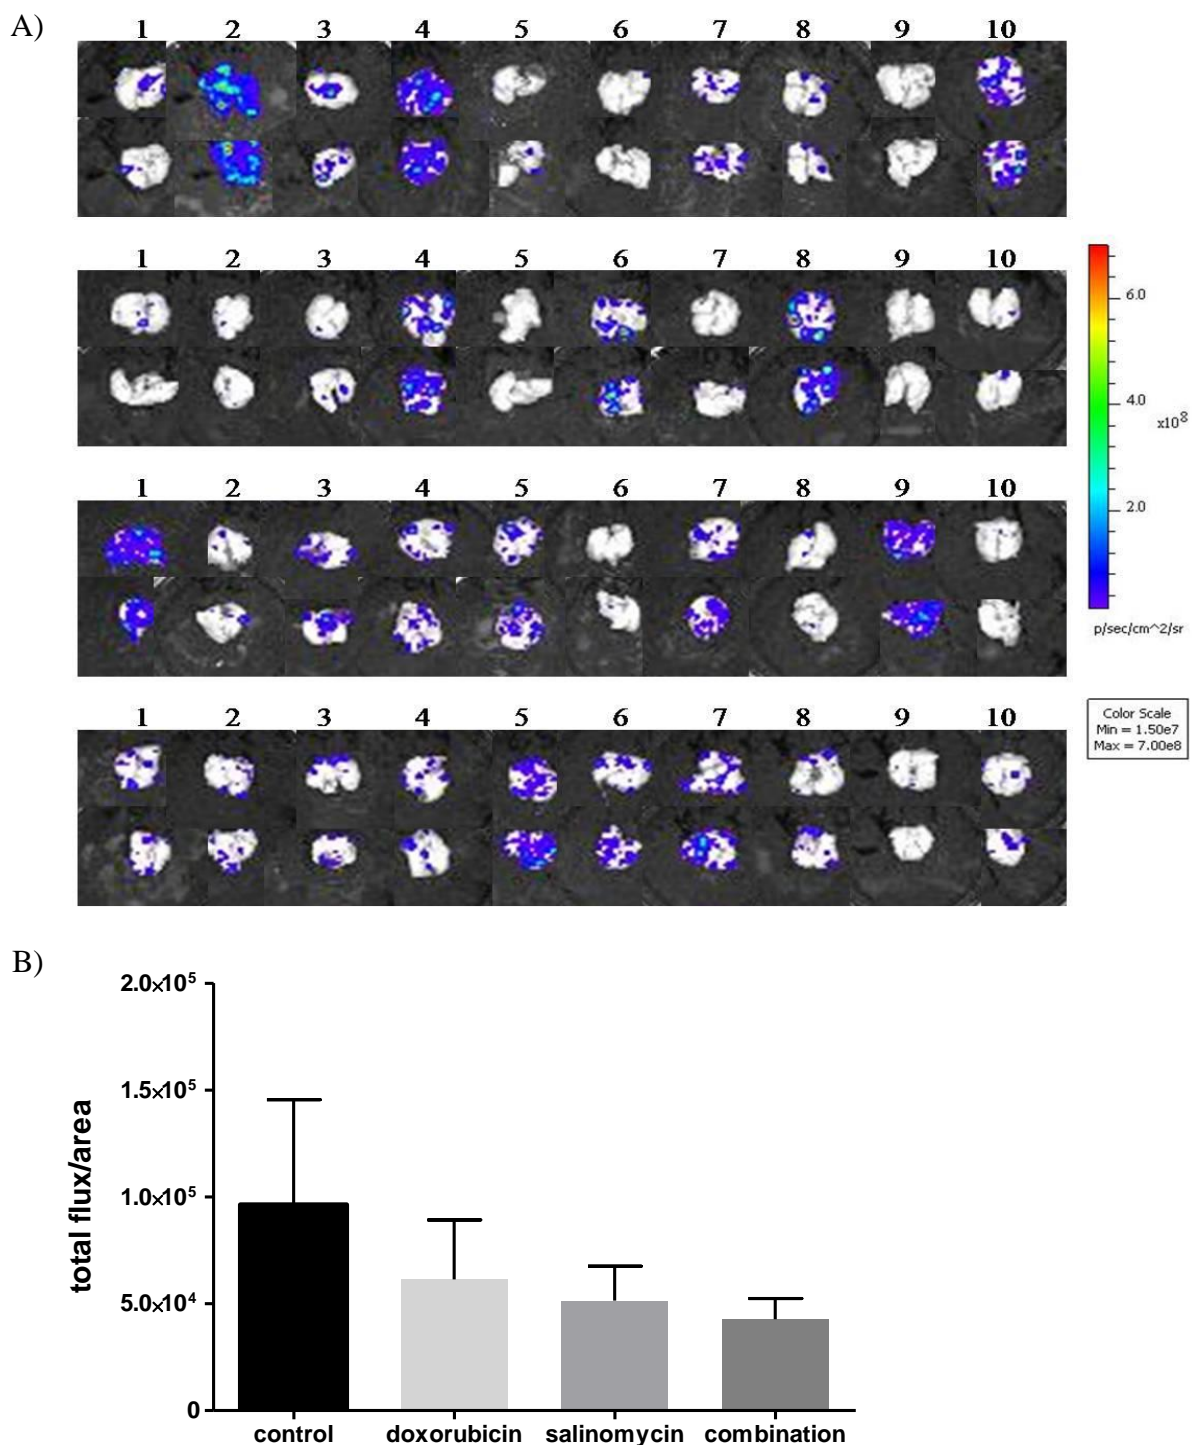 A)
1 2 3 4 5 6 7 8 9 10
1 2 3 4 5 6 7 8 9 10
6.0
4.0
x10^8
2.0
1 2 3 4 5 6 7 8 9 10
p/sec/cm^2/sr
1 2 3 4 5 6 7 8 9 10
Color Scale
Min = 1.50e7
Max = 7.00e8
B)
total flux/area
2.0×10^5
1.5×10^5
1.0×10^5
5.0×10^4
0
control doxorubicin salinomycin combination